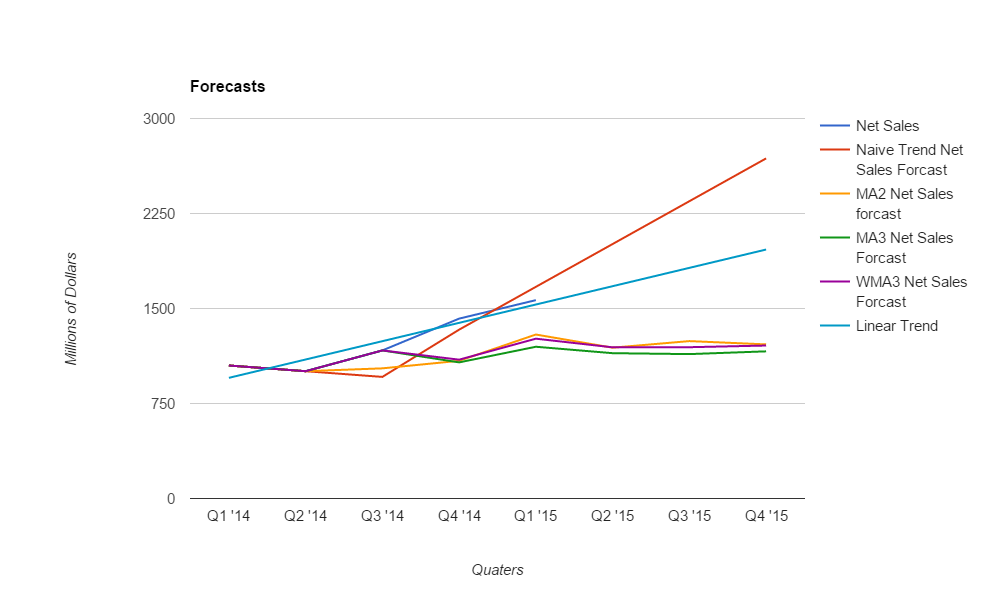 Forecasts
3000
2250
1500
750
0
Millions of Dollars
Q1 '14
Q2 '14
Q3 '14
Q4 '14
Q1 '15
Q2 '15
Q3 '15
Q4 '15
Quaters
Net Sales
Naive Trend Net
Sales Forcast
MA2 Net Sales
forcast
MA3 Net Sales
Forcast
WMA3 Net Sales
Forcast
Linear Trend